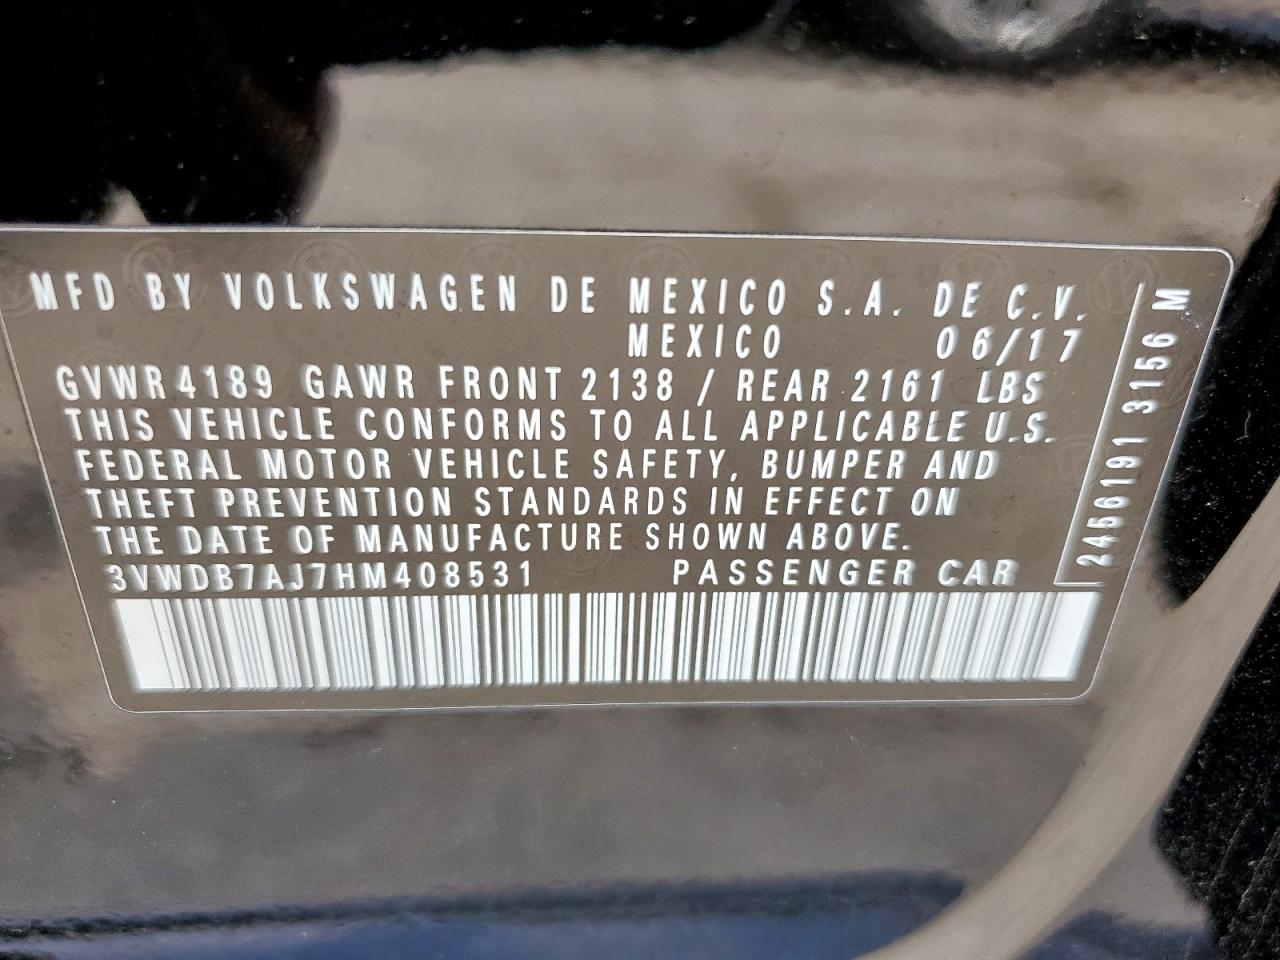 MFD BY VOLKSWAGEN DE MEXICO S.A. DE C.V.
MEXICO 06/17
GVWR 4189 GAWR FRONT 2138 / REAR 2161 LBS
THIS VEHICLE CONFORMS TO ALL APPLICABLE U.S.
FEDERAL MOTOR VEHICLE SAFETY, BUMPER AND
THEFT PREVENTION STANDARDS IN EFFECT ON
THE DATE OF MANUFACTURE SHOWN ABOVE.
3VWDB7AJ7HM408531 PASSENGER CAR
2456191 3156 M